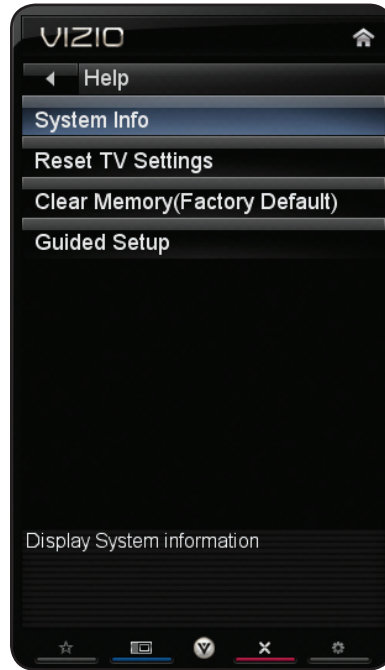 VIZIO
Help
System Info
Reset TV Settings
Clear Memory(Factory Default)
Guided Setup
Display System information
V